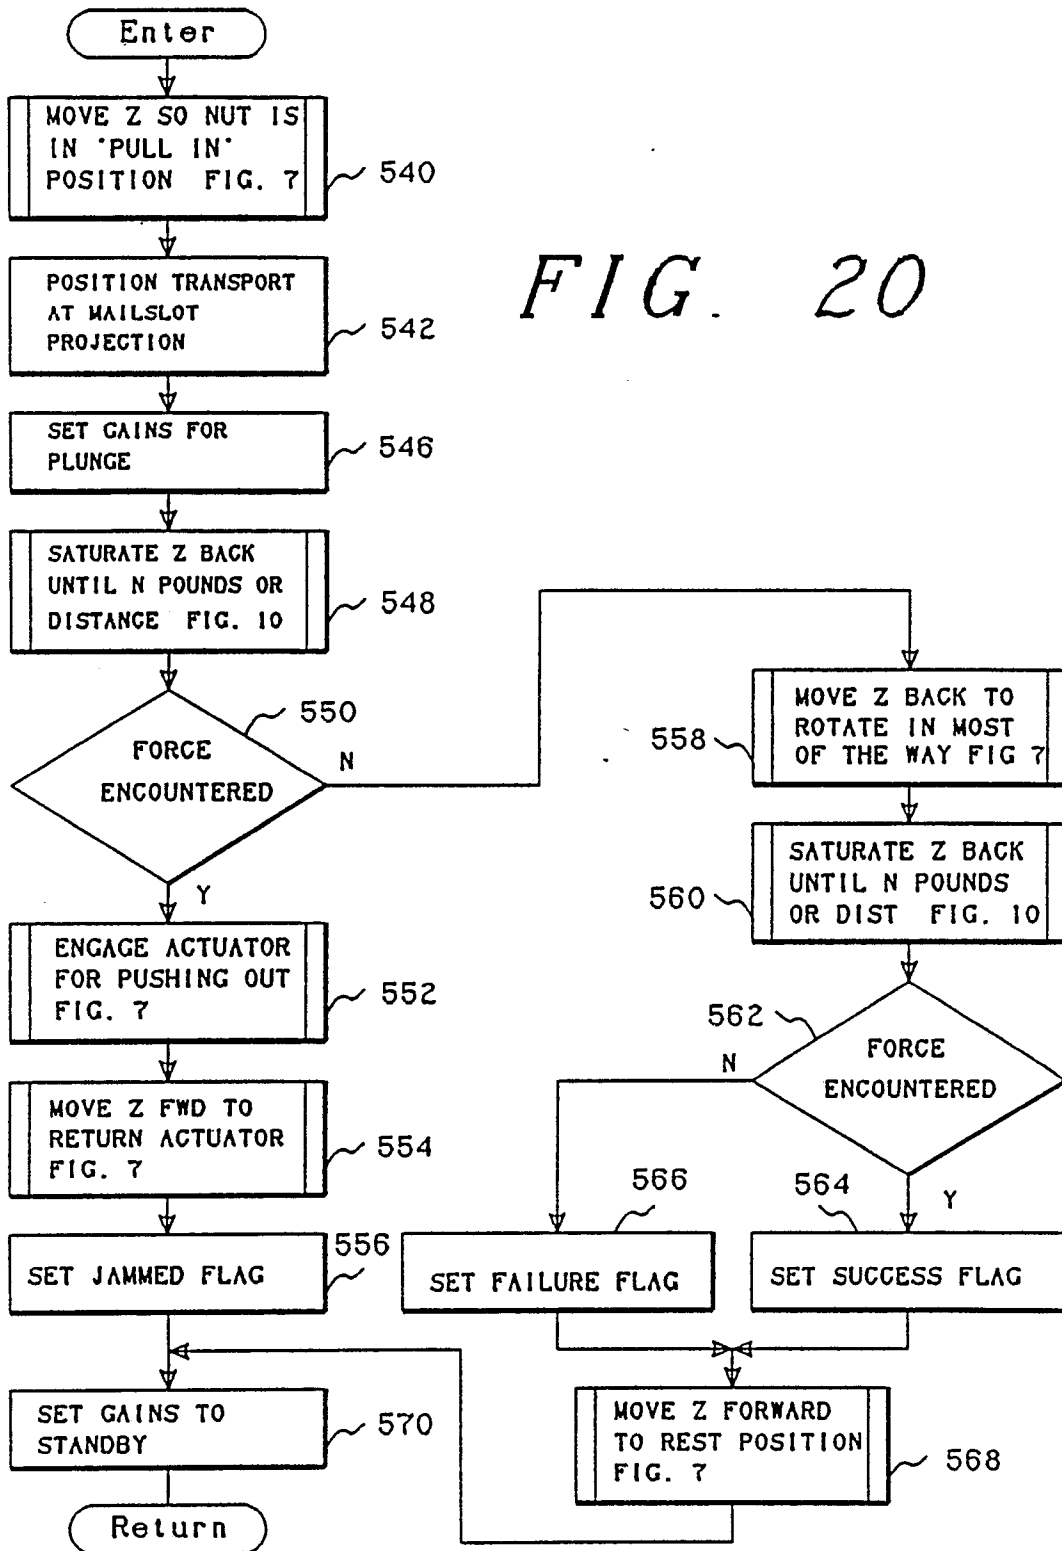 Enter
MOVE Z SO NUT IS
IN "PULL IN"
POSITION FIG. 7
540
POSITION TRANSPORT
AT MAILSLOT
PROJECTION
542
FIG. 20
SET GAINS FOR
PLUNGE
546
SATURATE Z BACK
UNTIL N POUNDS OR
DISTANCE FIG. 10
548
550
FORCE
ENCOUNTERED
N
Y
ENGAGE ACTUATOR
FOR PUSHING OUT
FIG. 7
552
MOVE Z FWD TO
RETURN ACTUATOR
FIG. 7
554
SET JAMMED FLAG
556
SET GAINS TO
STANDBY
570
Return
MOVE Z BACK TO
ROTATE IN MOST
OF THE WAY FIG 7
558
SATURATE Z BACK
UNTIL N POUNDS
OR DIST FIG. 10
560
562
FORCE
ENCOUNTERED
N
Y
566
SET FAILURE FLAG
564
SET SUCCESS FLAG
MOVE Z FORWARD
TO REST POSITION
FIG. 7
568